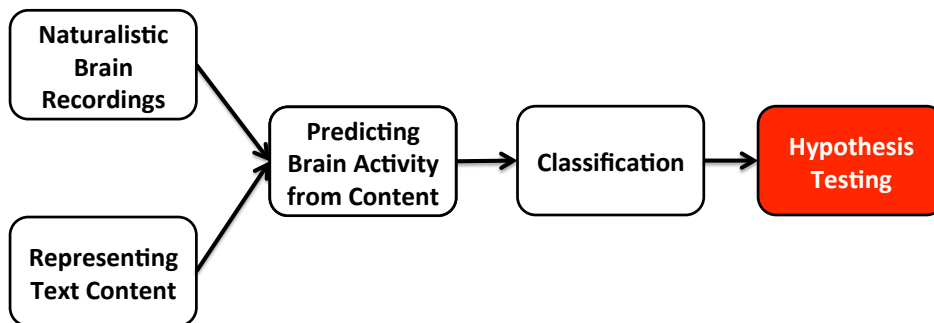 Naturalistic
Brain
Recordings
Representing
Text Content
Predicting
Brain Activity
from Content
Classification
Hypothesis
Testing